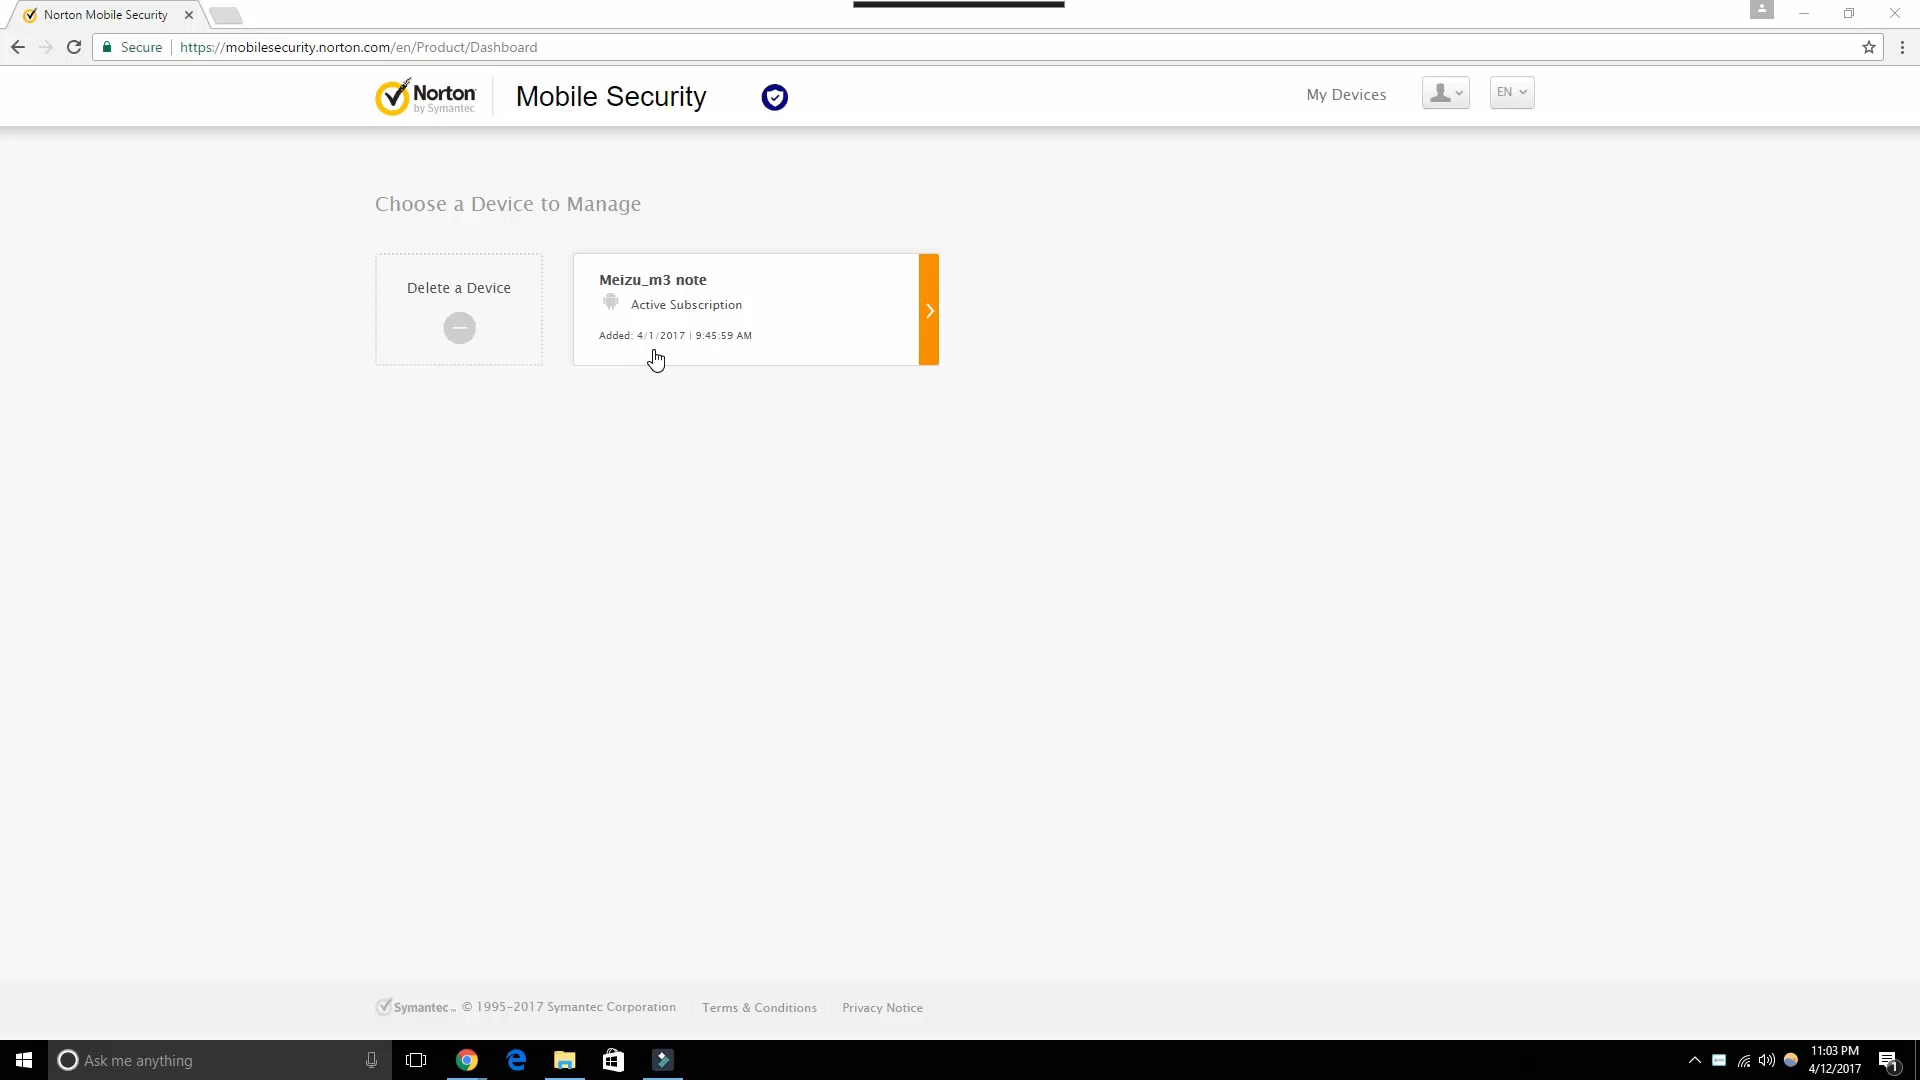 Norton Mobile Security
Secure
https://mobilesecurity.norton.com/en/Product/Dashboard
Norton
by Symantec
Mobile Security
My Devices
EN
Choose a Device to Manage
Delete a Device
Meizu_m3 note
Active Subscription
Added: 4/1/2017 | 9:45:59 AM
Symantec™ © 1995-2017 Symantec Corporation
Terms & Conditions
Privacy Notice
Ask me anything
11:03 PM
4/12/2017
1